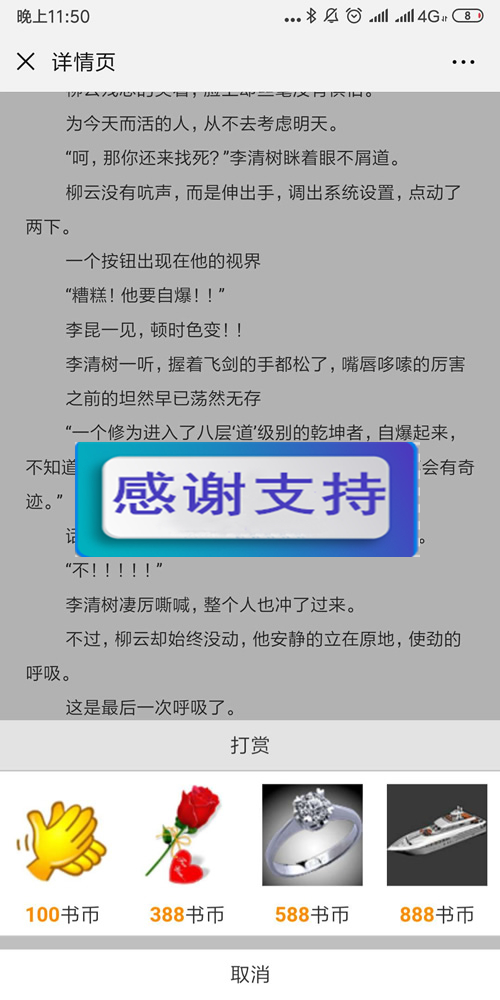 晚上11:50
4G
8
详情页
为今天而活的人，从不去考虑明天。
“呵，那你还来找死？”李清树眯着眼不屑道。
柳云没有吭声，而是伸出手，调出系统设置，点动了
两下。
一个按钮出现在他的视界
“糟糕！他要自爆！！”
李昆一见，顿时色变！！
李清树一听，握着飞剑的手都松了，嘴唇哆嗦的厉害
之前的坦然早已荡然无存
“一个修为进入了八层‘道’级别的乾坤者，自爆起来，
不知道
会有奇
迹。”
感谢支持
“不！！！！！”
李清树凄厉嘶喊，整个人也冲了过来。
不过，柳云却始终没动，他安静的立在原地，使劲的
呼吸。
这是最后一次呼吸了。
打赏
100书币
388书币
588书币
888书币
取消